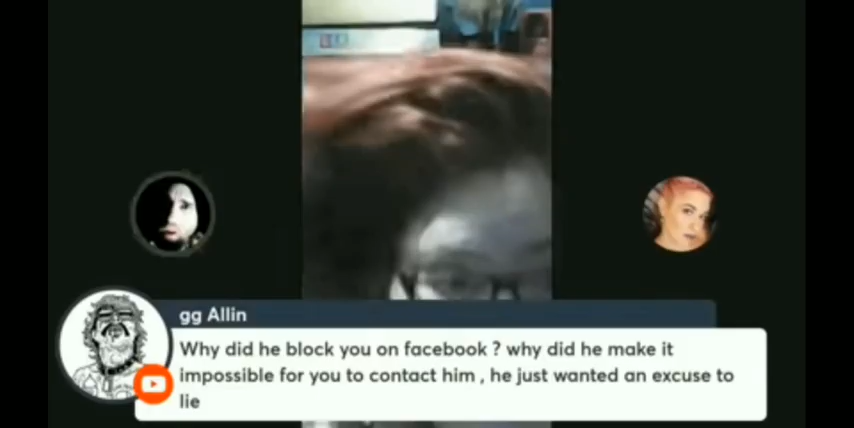 gg Allin
Why did he block you on facebook ? why did he make it
impossible for you to contact him , he just wanted an excuse to
lie